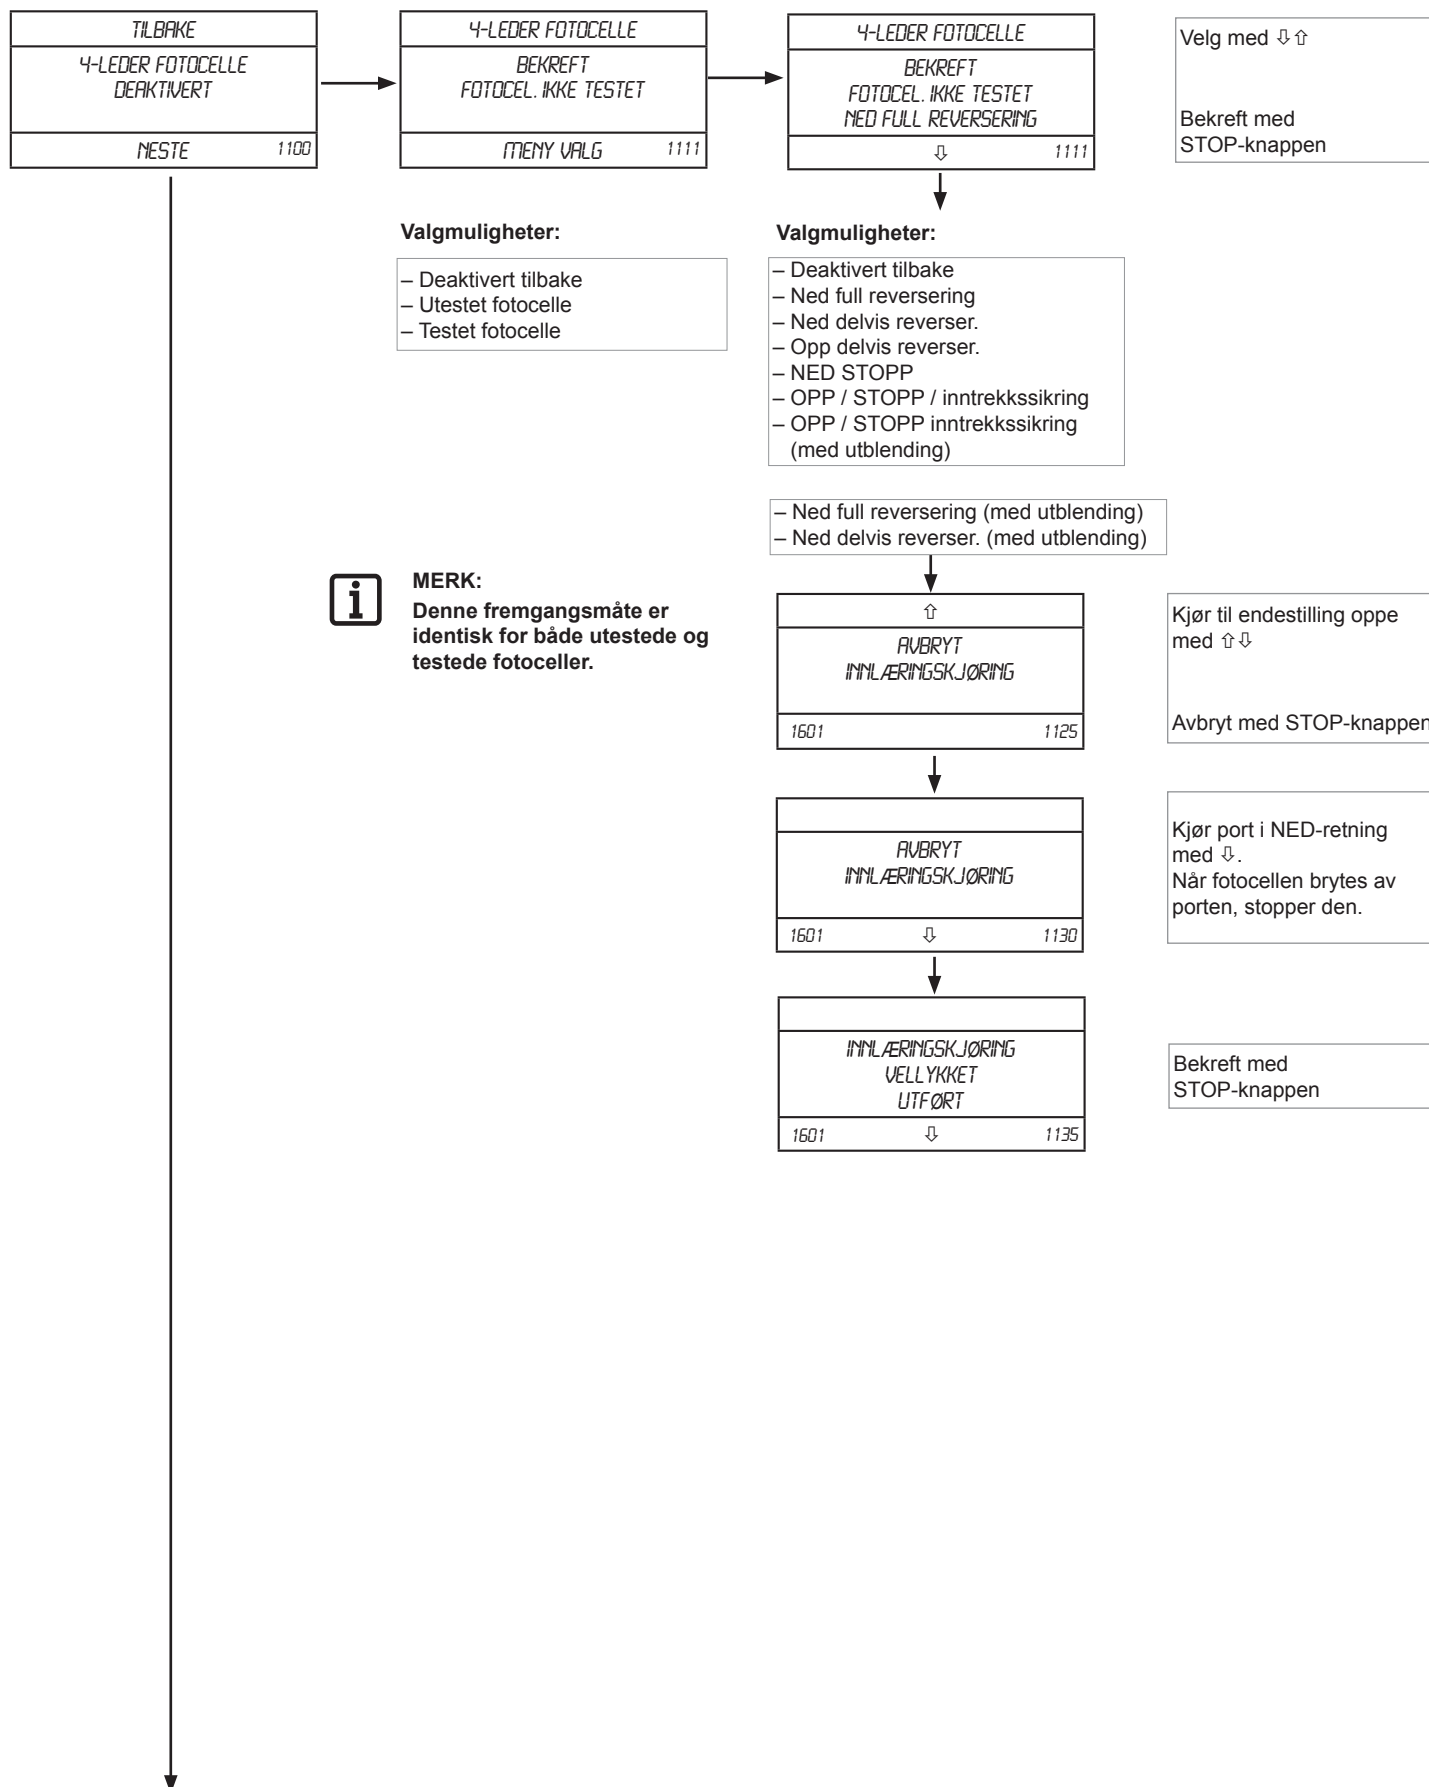 TILBAKE
4-LEDER FOTOCELLE
DEAKTIVERT
NESTE 1100
4-LEDER FOTOCELLE
BEKREFT
FOTOCEL. IKKE TESTET
MENY VALG 1111
4-LEDER FOTOCELLE
BEKREFT
FOTOCEL. IKKE TESTET
NED FULL REVERSERING
⇩ 1111
Velg med ⇩⇧
Bekreft med
STOP-knappen
Valgmuligheter:
– Deaktivert tilbake
– Utestet fotocelle
– Testet fotocelle
Valgmuligheter:
– Deaktivert tilbake
– Ned full reversering
– Ned delvis reverser.
– Opp delvis reverser.
– NED STOPP
– OPP / STOPP / inntrekkssikring
– OPP / STOPP inntrekkssikring
(med utblending)
– Ned full reversering (med utblending)
– Ned delvis reverser. (med utblending)
i
MERK:
Denne fremgangsmåte er
identisk for både utestede og
testede fotoceller.
⇧
AVBRYT
INNLÆRINGSKJØRING
1601 1125
Kjør til endestilling oppe
med ⇧⇩
Avbryt med STOP-knappen
AVBRYT
INNLÆRINGSKJØRING
1601 ⇩ 1130
Kjør port i NED-retning
med ⇩.
Når fotocellen brytes av
porten, stopper den.
INNLÆRINGSKJØRING
VELLYKKET
UTFØRT
1601 ⇩ 1135
Bekreft med
STOP-knappen